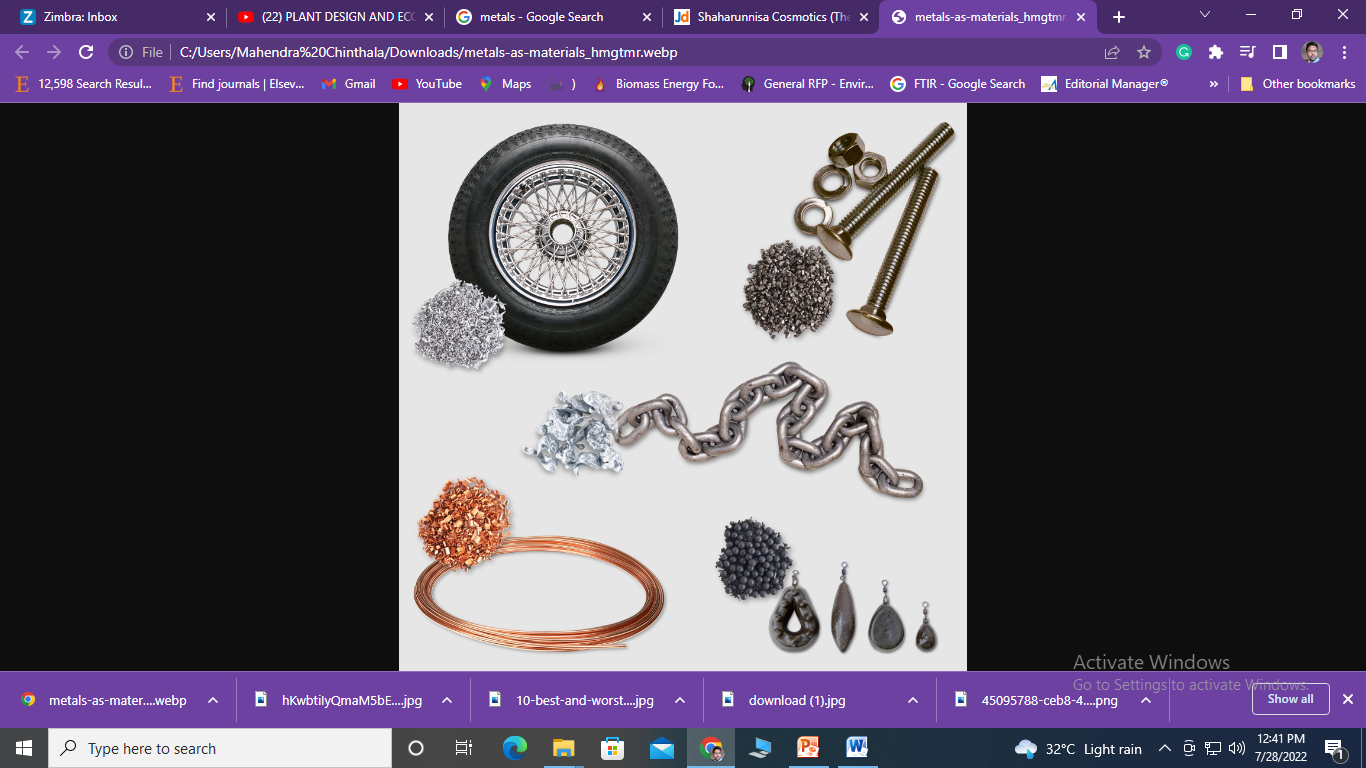 Zimbra: Inbox
(22) PLANT DESIGN AND ECC
metals - Google Search
Shaharunnisa Cosmotics (The
metals-as-materials_hmgtmr
File
C:/Users/Mahendra%20Chinthala/Downloads/metals-as-materials_hmgtmr.webp
12,598 Search Resul...
Find journals | Elsev...
Gmail
YouTube
Maps
)
Biomass Energy Fo...
General RFP - Envir...
FTIR - Google Search
Editorial Manager®
»
Other bookmarks
Activate Windows
Go to Settings to activate Windows.
metals-as-mater....webp
hKwbtiIyQmaM5bE....jpg
10-best-and-worst....jpg
download (1).jpg
45095788-ceb8-4....png
Show all
Type here to search
32°C Light rain
12:41 PM
7/28/2022
1